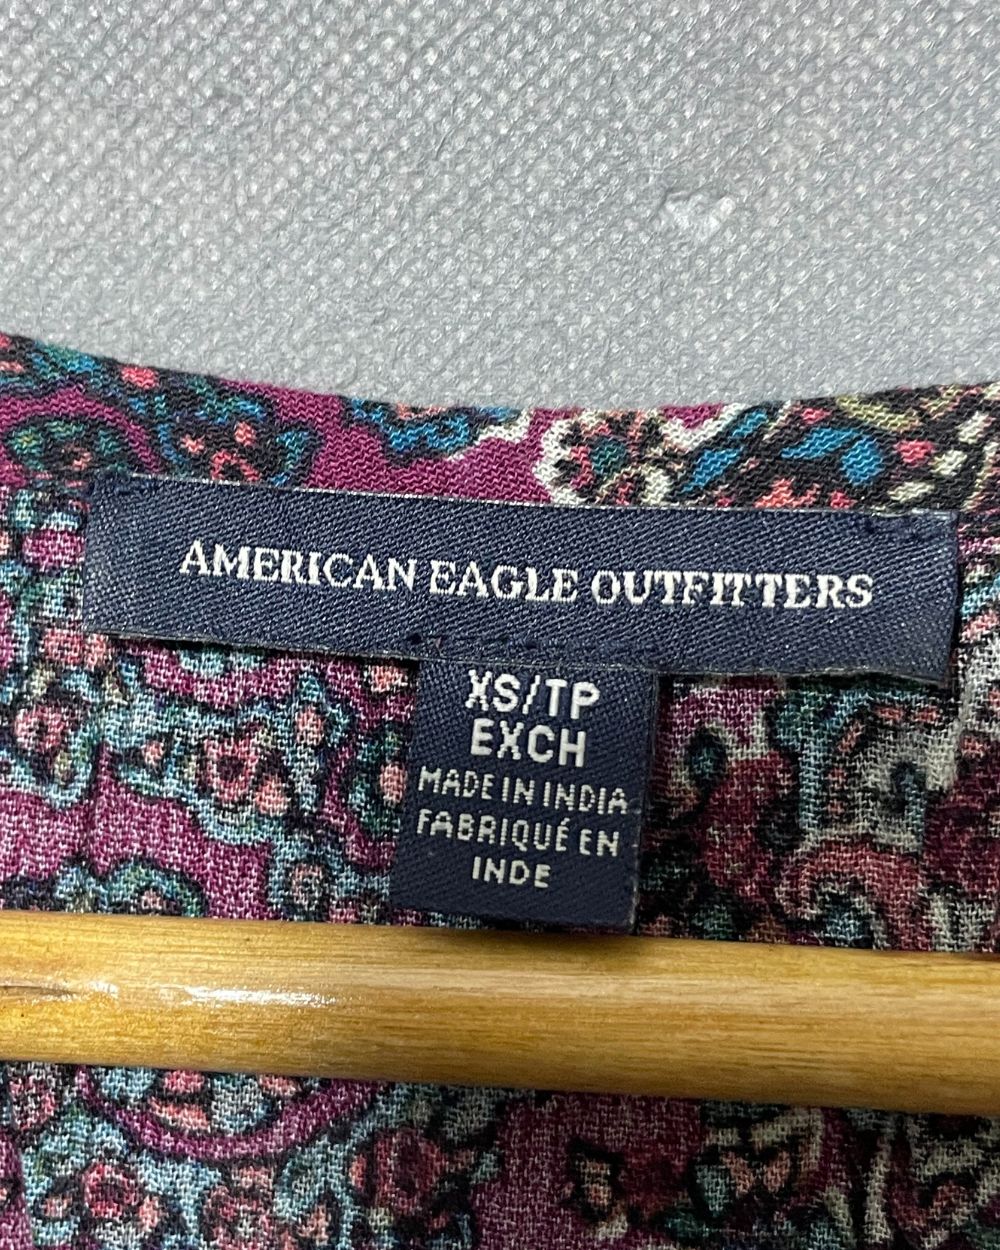 AMERICAN EAGLE OUTFITTERS
XS/TP
EXCH
MADE IN INDIA
FABRIQUÉ EN
INDE